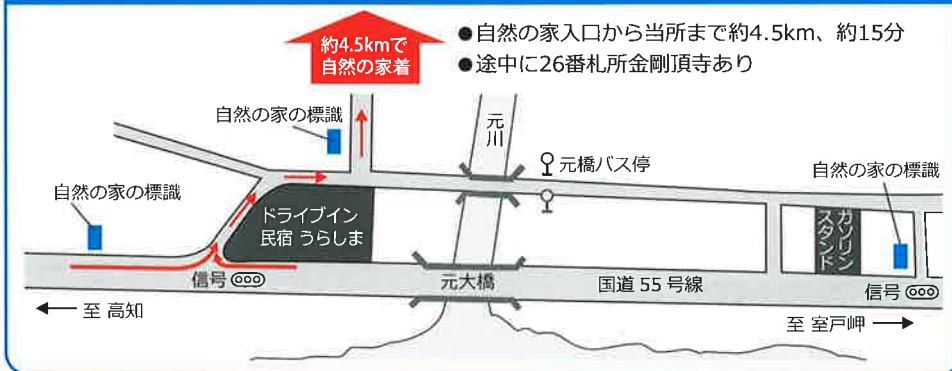 約4.5kmで
自然の家着
●自然の家入口から当所まで約4.5km、約15分
●途中に26番札所金剛頂寺あり
自然の家の標識
元川
元橋バス停
自然の家の標識
自然の家の標識
ドライブイン
民宿 うらしま
ガソリン
スタンド
信号
元大橋
国道55号線
信号
至 高知
至 室戸岬